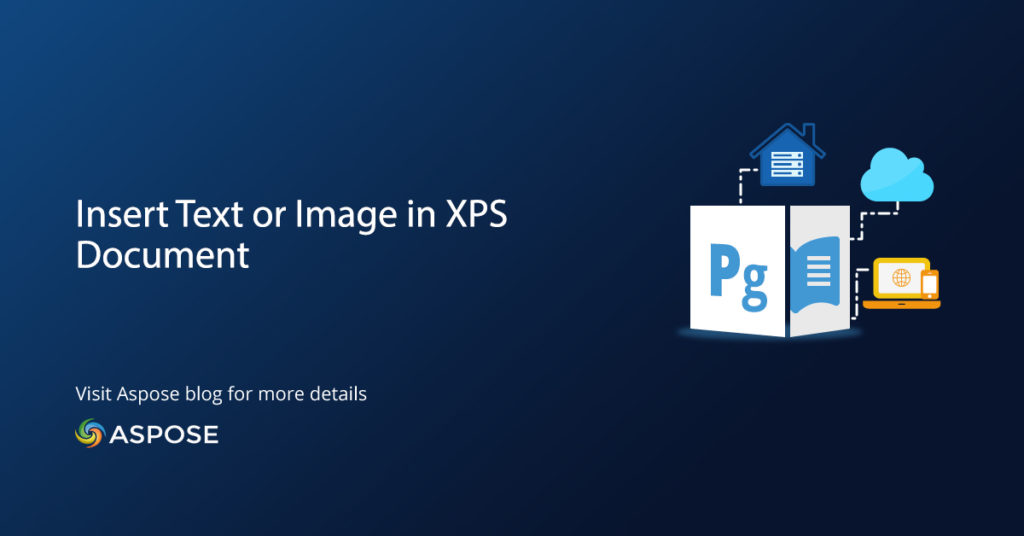 Insert Text or Image in XPS
Document
Pg
Visit Aspose blog for more details
ASPOSE